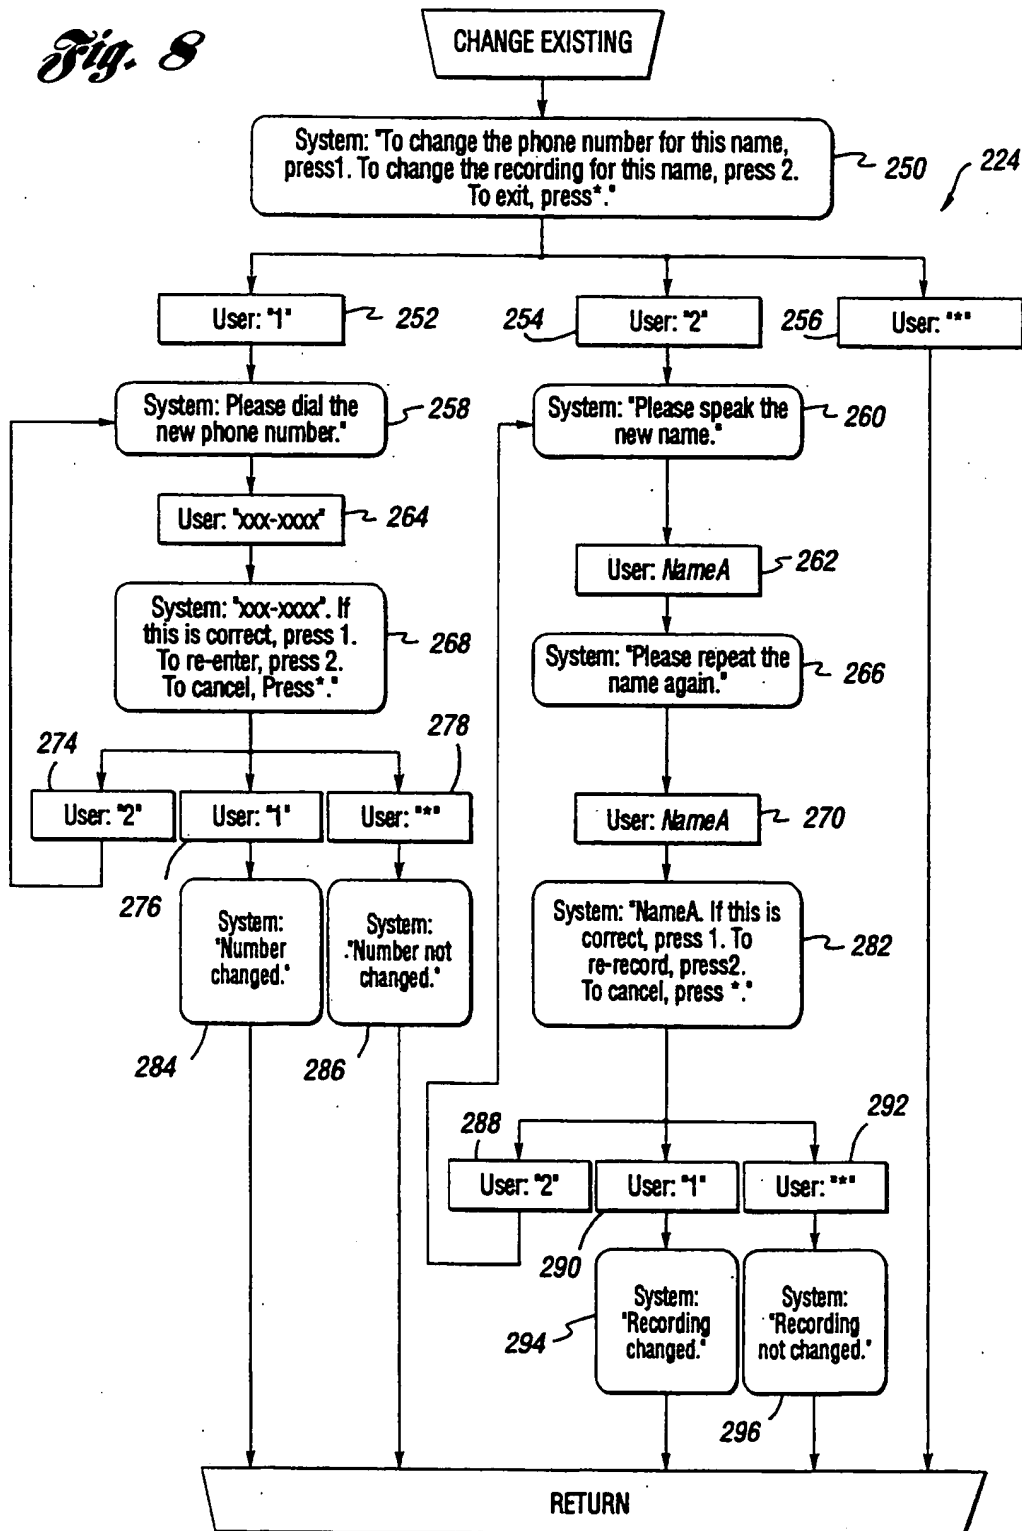 Fig. 8
CHANGE EXISTING
System: "To change the phone number for this name,
press1. To change the recording for this name, press 2.
To exit, press*."
250
224
User: "1"
252
254
User: "2"
256
User: "*"
System: Please dial the
new phone number."
258
System: "Please speak the
new name."
260
User: "xxx-xxxx"
264
User: NameA
262
System: "xxx-xxxx". If
this is correct, press 1.
To re-enter, press 2.
To cancel, Press*."
268
System: "Please repeat the
name again."
266
274
278
User: "2"
User: "1"
User: "*"
276
User: NameA
270
System:
"Number
changed."
284
System:
"Number not
changed."
286
System: "NameA. If this is
correct, press 1. To
re-record, press2.
To cancel, press *."
282
288
292
User: "2"
User: "1"
User: "*"
290
System:
"Recording
changed."
294
System:
"Recording
not changed."
296
RETURN